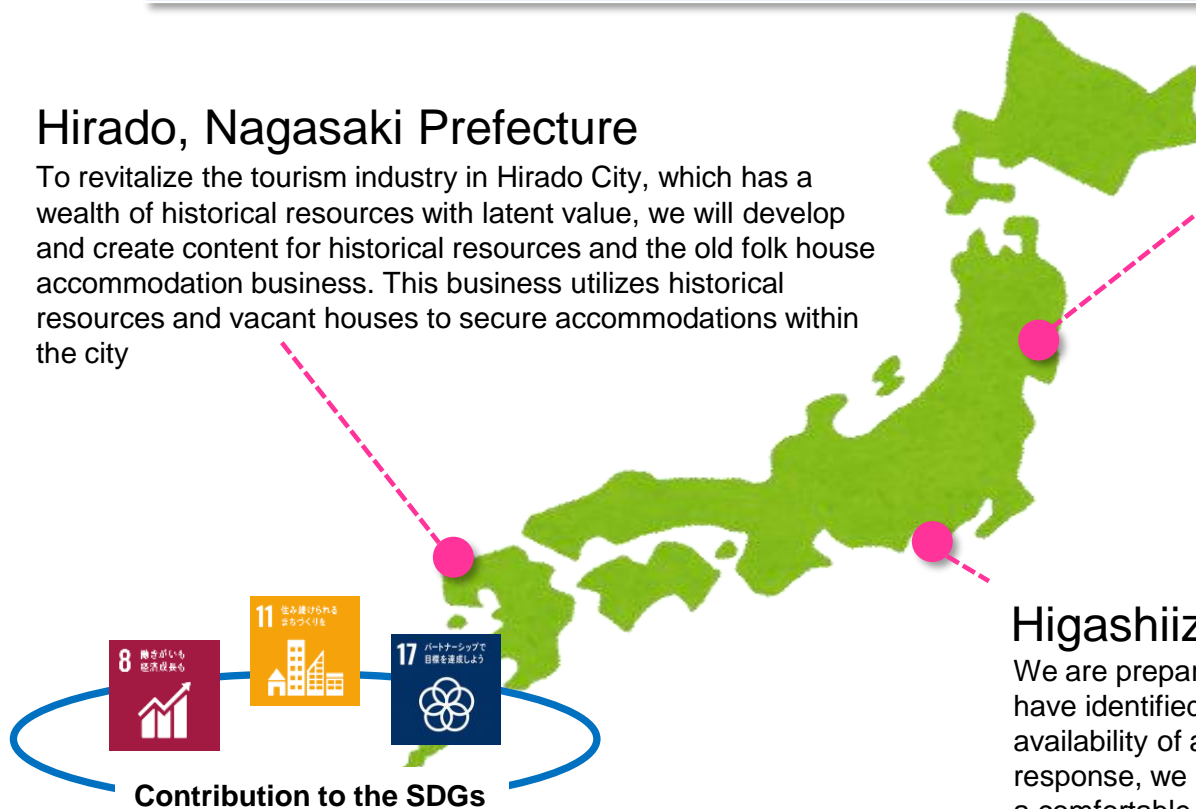 Hirado, Nagasaki Prefecture
To revitalize the tourism industry in Hirado City, which has a
wealth of historical resources with latent value, we will develop
and create content for historical resources and the old folk house
accommodation business. This business utilizes historical
resources and vacant houses to secure accommodations within
the city
11 住み続けられる
まちづくりを
8 働きがいも
経済成長も
17 パートナーシップで
目標を達成しよう
Contribution to the SDGs
Higashiiz
We are prepar
have identified
availability of a
response, we
a comfortable